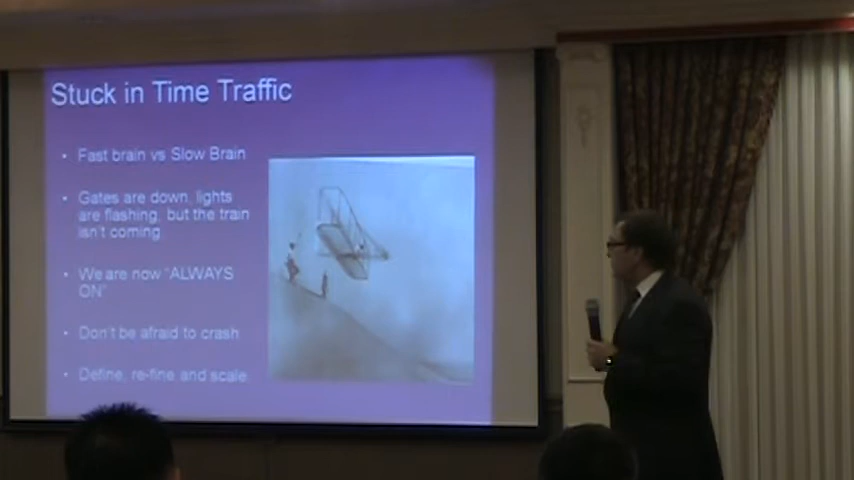 Stuck in Time Traffic
• Fast brain vs Slow Brain
• Gates are down, lights
are flashing, but the train
isn't coming
• We are now "ALWAYS
ON"
• Don't be afraid to crash
• Define, re-fine and scale